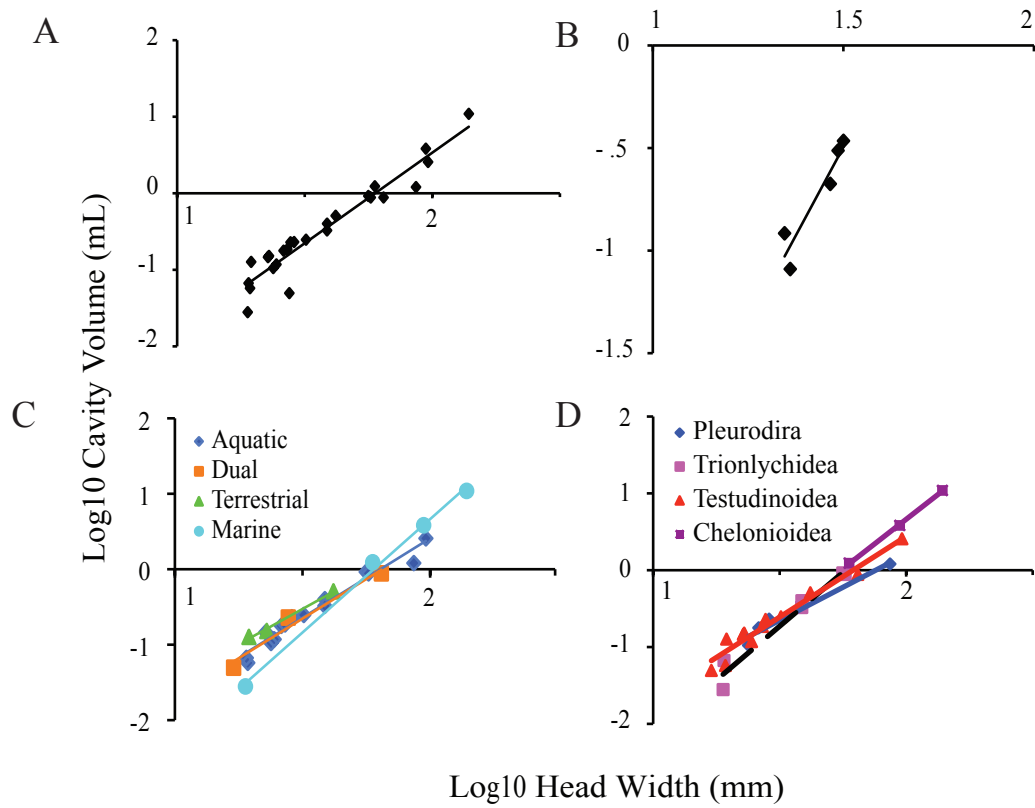 A
2
1
0
-1
-2
1
2
B
1
1.5
2
0
-.5
-1
-1.5
C
2
1
0
-1
-2
1
2
Aquatic
Dual
Terrestrial
Marine
D
2
1
0
-1
-2
1
2
Pleurodira
Trionlychidea
Testudinoidea
Chelonioidea
Log10 Cavity Volume (mL)
Log10 Head Width (mm)